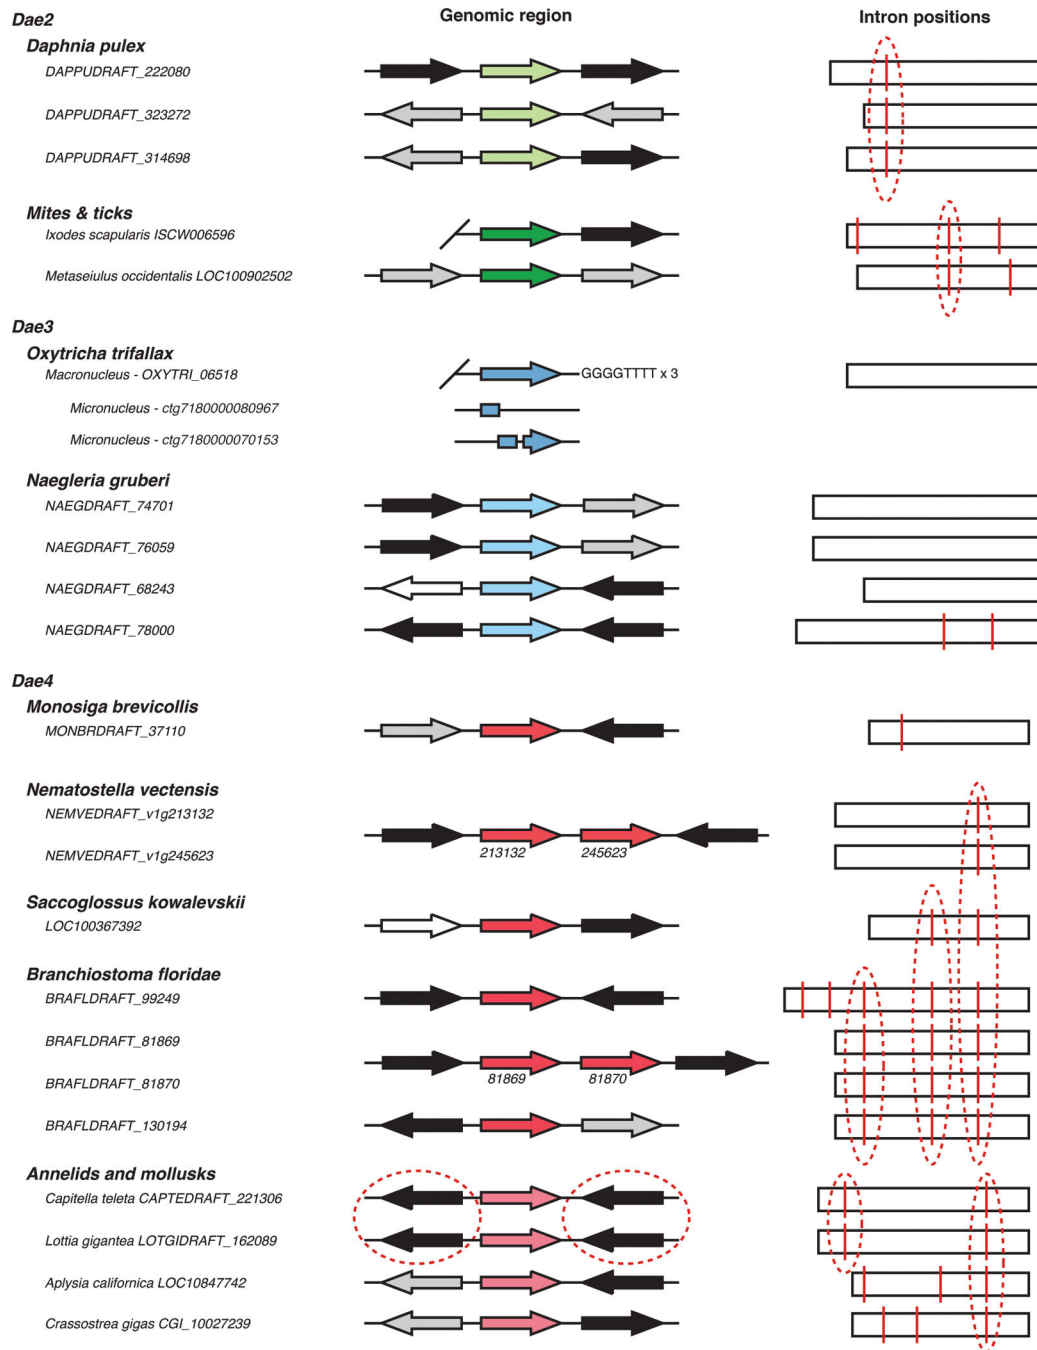 Dae2 Genomic region Intron positions
Daphnia pulex
DAPPUDRAFT_222080
DAPPUDRAFT_323272
DAPPUDRAFT_314698
Mites & ticks
Ixodes scapularis ISCW006596
Metaseiulus occidentalis LOC100902502
Dae3
Oxytricha trifallax
Macronucleus - OXYTRI_06518 GGGGTTTT x 3
Micronucleus - ctg7180000080967
Micronucleus - ctg7180000070153
Naegleria gruberi
NAEGDRAFT_74701
NAEGDRAFT_76059
NAEGDRAFT_68243
NAEGDRAFT_78000
Dae4
Monosiga brevicollis
MONBRDRAFT_37110
Nematostella vectensis
NEMVEDRAFT_v1g213132
213132 245623
NEMVEDRAFT_v1g245623
Saccoglossus kowalevskii
LOC100367392
Branchiostoma floridae
BRAFLDRAFT_99249
BRAFLDRAFT_81869
81869 81870
BRAFLDRAFT_81870
BRAFLDRAFT_130194
Annelids and mollusks
Capitella teleta CAPTEDRAFT_221306
Lottia gigantea LOTGIDRAFT_162089
Aplysia californica LOC10847742
Crassostrea gigas CGI_10027239